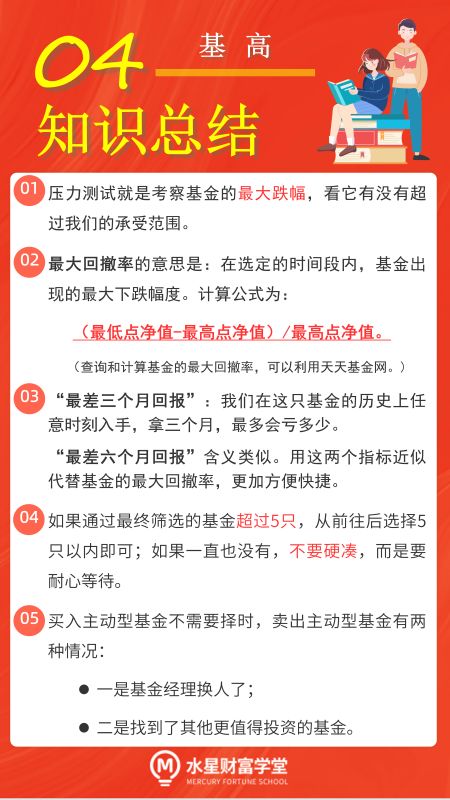 04
基高
知识总结
01 压力测试就是考察基金的最大跌幅，看它有没有超
过我们的承受范围。
02 最大回撤率的意思是：在选定的时间段内，基金出
现的最大下跌幅度。计算公式为：
（最低点净值-最高点净值）/最高点净值。
（查询和计算基金的最大回撤率，可以利用天天基金网。）
03 “最差三个月回报”：我们在这只基金的历史上任
意时刻入手，拿三个月，最多会亏多少。
“最差六个月回报”含义类似。用这两个指标近似
代替基金的最大回撤率，更加方便快捷。
04 如果通过最终筛选的基金超过5只，从前往后选择5
只以内即可；如果一直也没有，不要硬凑，而是要
耐心等待。
05 买入主动型基金不需要择时，卖出主动型基金有两
种情况：
● 一是基金经理换人了；
● 二是找到了其他更值得投资的基金。
水星财富学堂
MERCURY FORTUNE SCHOOL